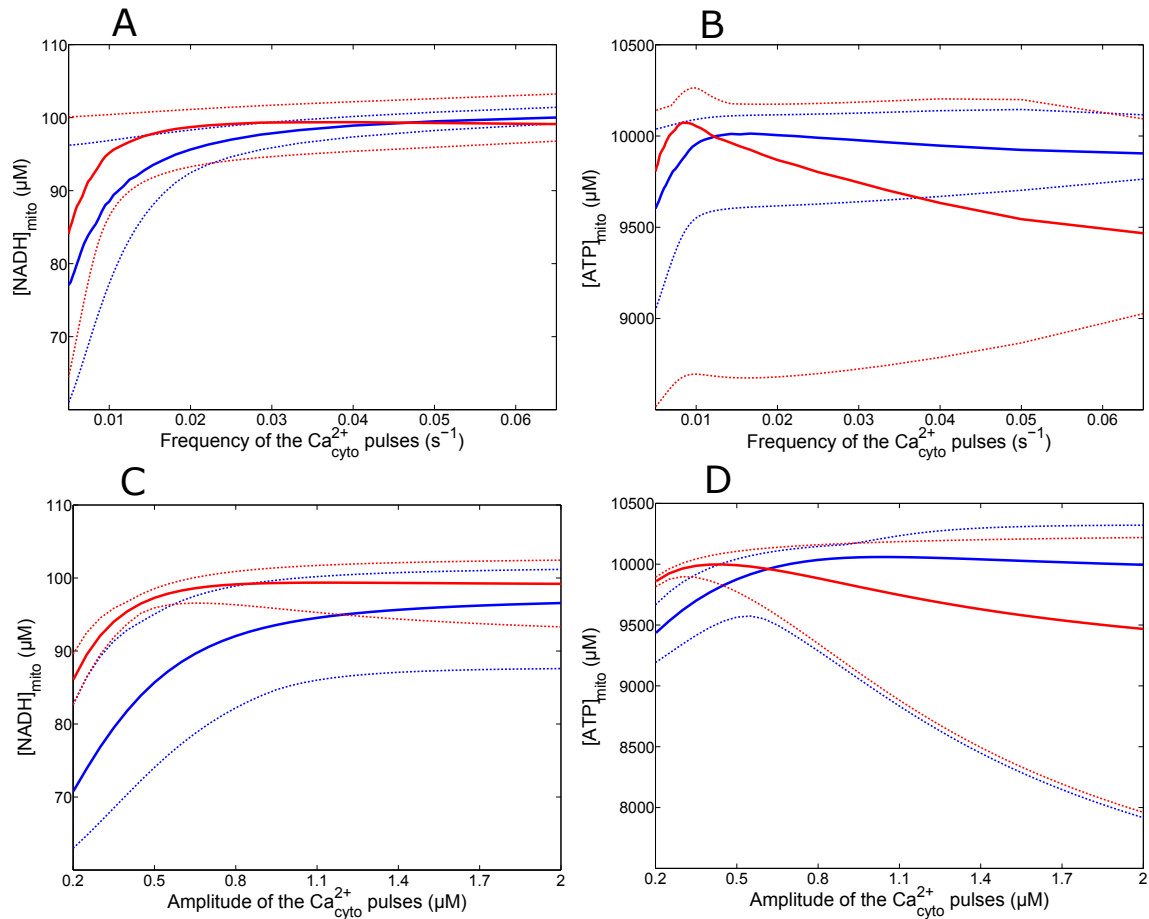 A
110
100
90
80
70
[NADH]mito (µM)
0.01 0.02 0.03 0.04 0.05 0.06
Frequency of the Ca2+cyto pulses (s−1)
B
10500
10000
9500
9000
[ATP]mito (µM)
0.01 0.02 0.03 0.04 0.05 0.06
Frequency of the Ca2+cyto pulses (s−1)
C
110
100
90
80
70
[NADH]mito (µM)
0.2 0.5 0.8 1.1 1.4 1.7 2
Amplitude of the Ca2+cyto pulses (µM)
D
10500
10000
9500
9000
8500
8000
[ATP]mito (µM)
0.2 0.5 0.8 1.1 1.4 1.7 2
Amplitude of the Ca2+cyto pulses (µM)